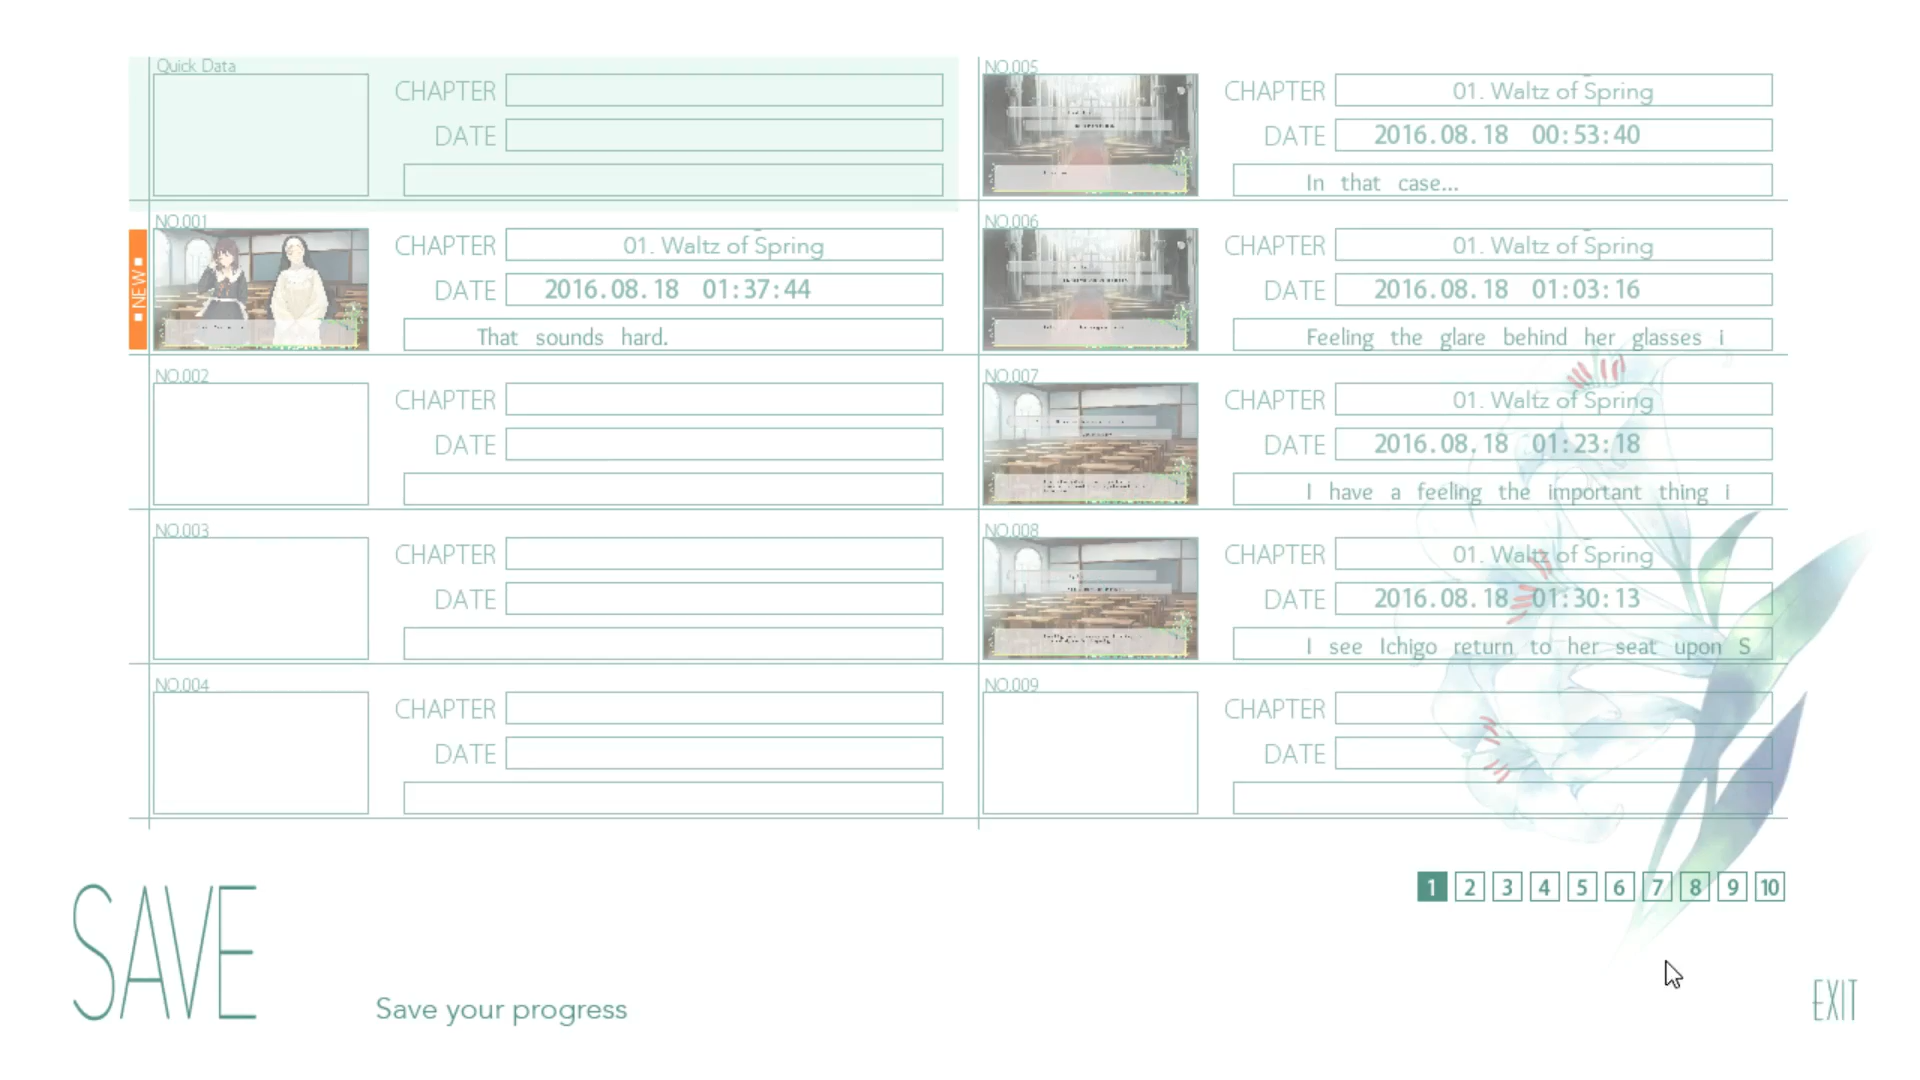 Quick Data
CHAPTER
DATE
NO.001
NEW
CHAPTER 01. Waltz of Spring
DATE 2016.08.18 01:37:44
That sounds hard.
NO.002
CHAPTER
DATE
NO.003
CHAPTER
DATE
NO.004
CHAPTER
DATE
NO.005
CHAPTER 01. Waltz of Spring
DATE 2016.08.18 00:53:40
In that case...
NO.006
CHAPTER 01. Waltz of Spring
DATE 2016.08.18 01:03:16
Feeling the glare behind her glasses i
NO.007
CHAPTER 01. Waltz of Spring
DATE 2016.08.18 01:23:18
I have a feeling the important thing i
NO.008
CHAPTER 01. Waltz of Spring
DATE 2016.08.18 01:30:13
I see Ichigo return to her seat upon S
NO.009
CHAPTER
DATE
1 2 3 4 5 6 7 8 9 10
SAVE
Save your progress
EXIT